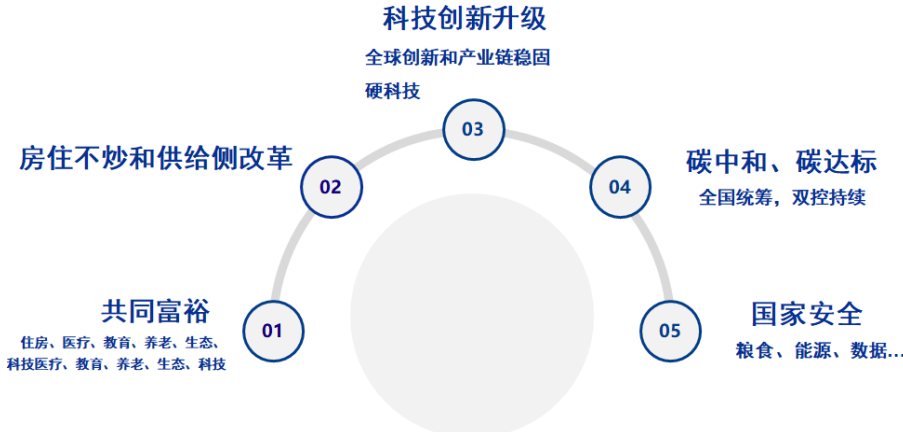 科技创新升级
全球创新和产业链稳固
硬科技
03
房住不炒和供给侧改革
02
碳中和、碳达标
全国统筹，双控持续
04
共同富裕
住房、医疗、教育、养老、生态、
科技医疗、教育、养老、生态、科技
01
国家安全
粮食、能源、数据...
05